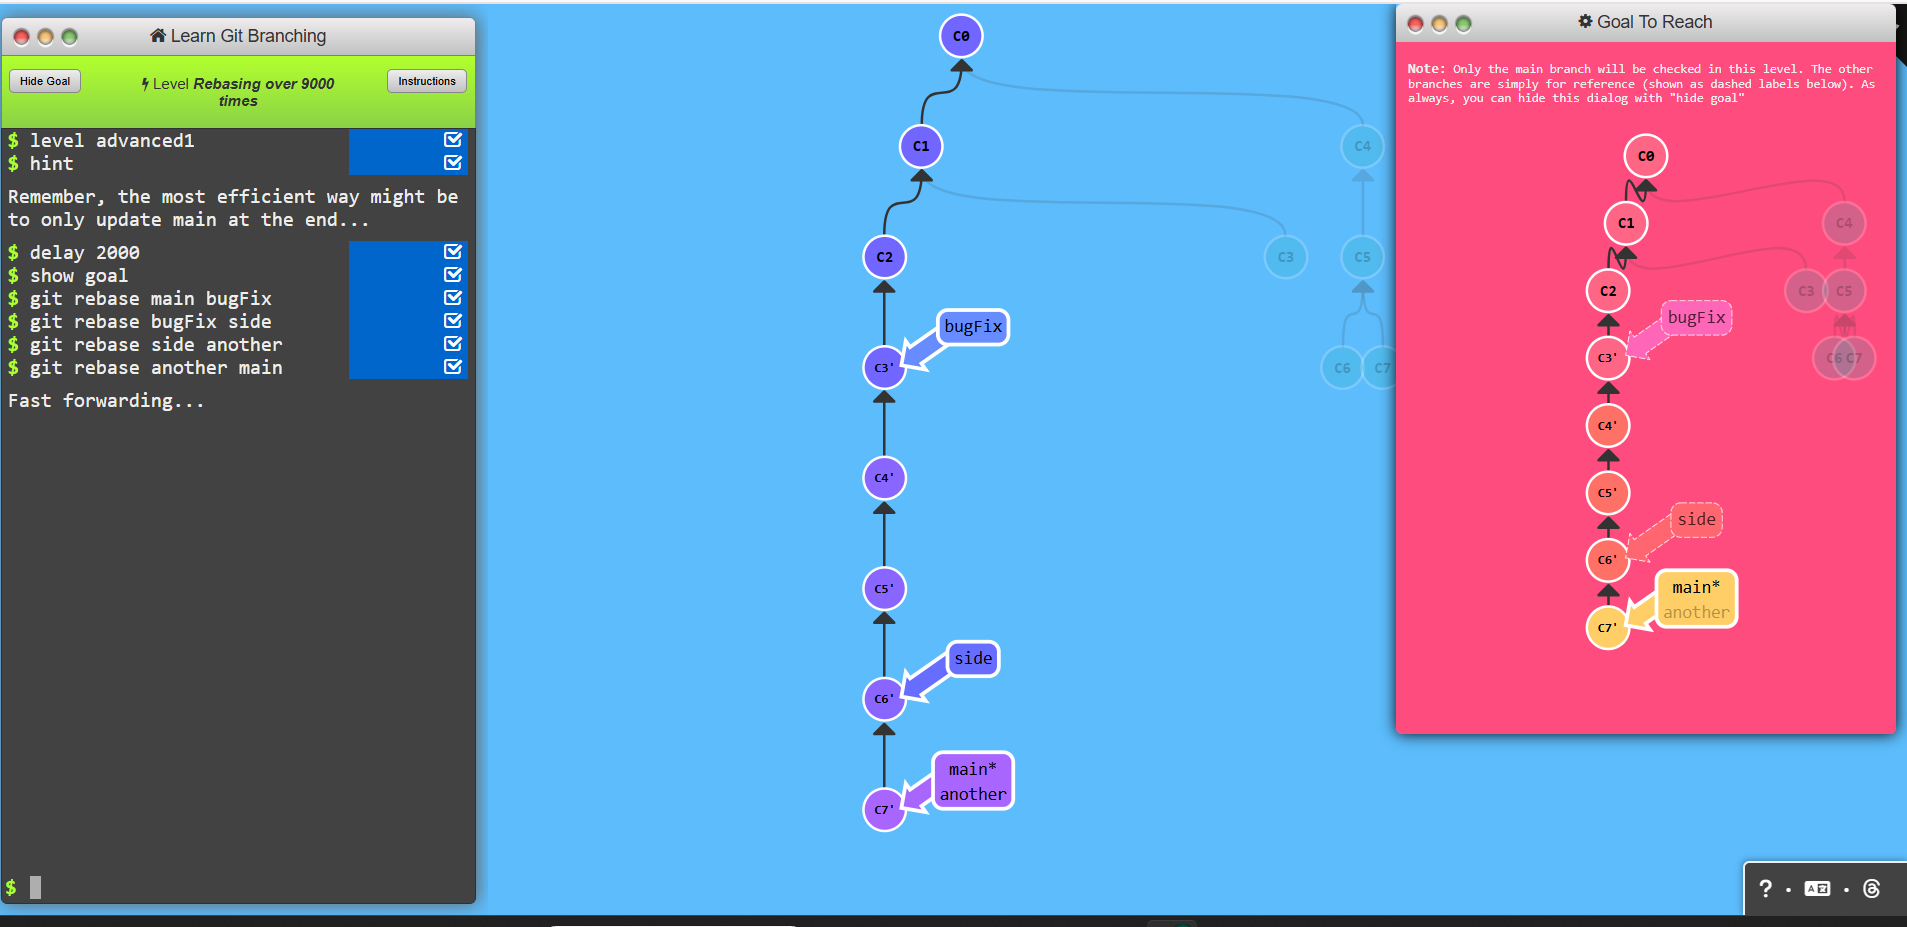 Learn Git Branching
Hide Goal
Level Rebasing over 9000
times
Instructions
$ level advanced1
$ hint
Remember, the most efficient way might be
to only update main at the end...
$ delay 2000
$ show goal
$ git rebase main bugFix
$ git rebase bugFix side
$ git rebase side another
$ git rebase another main
Fast forwarding...
$
C0
C1
C4
C2
C3
C5
bugFix
C3'
C6
C7
C4'
C5'
side
C6'
main*
another
C7'
Goal To Reach
Note: Only the main branch will be checked in this level. The other
branches are simply for reference (shown as dashed labels below). As
always, you can hide this dialog with "hide goal"
C0
C1
C4
C2
C3
C5
bugFix
C3'
C6
C7
C4'
C5'
side
C6'
main*
another
C7'
?